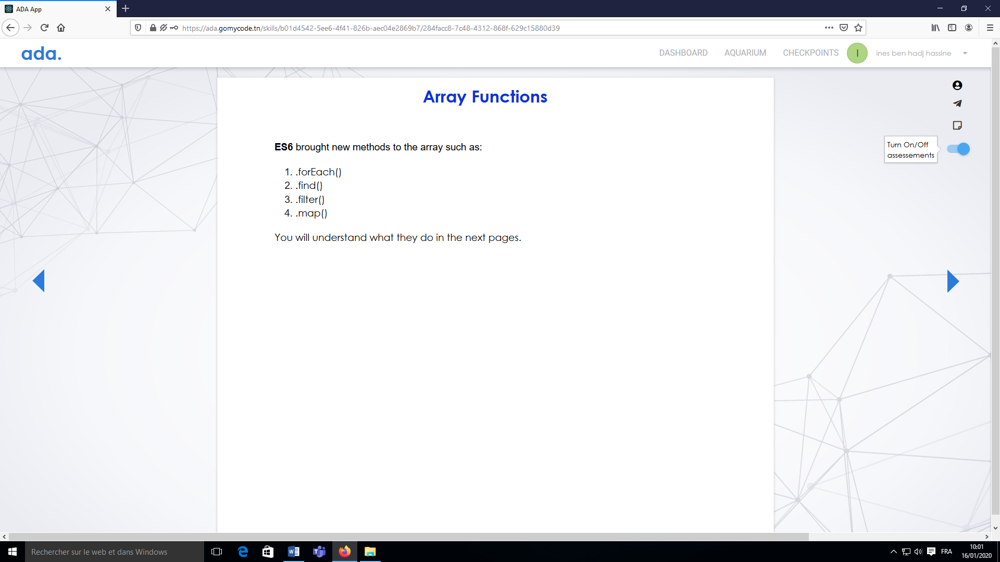 ADA App
https://ada.gomycode.tn/skills/b01d4542-5ee6-4f41-826b-aec04e2869b7/284facc8-7c48-4312-868f-629c15880d39
ada.
DASHBOARD AQUARIUM CHECKPOINTS I ines ben hadj hassine
Array Functions
ES6 brought new methods to the array such as:
Turn On/Off
assessements
1. .forEach()
2. .find()
3. .filter()
4. .map()
You will understand what they do in the next pages.
Rechercher sur le web et dans Windows
FRA
10:01
16/01/2020